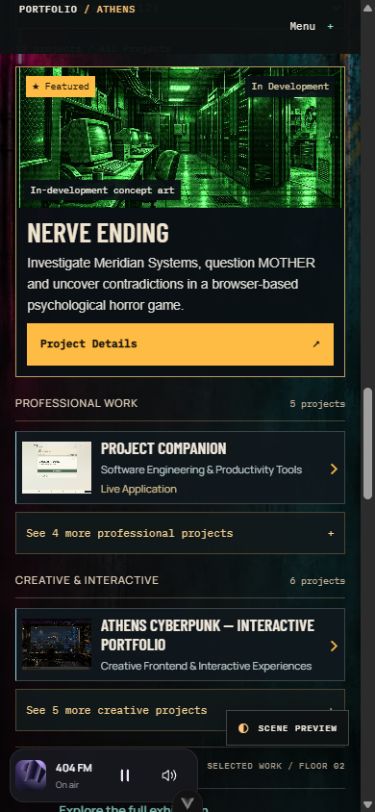 PORTFOLIO / ATHENS
Menu +
★ Featured
In Development
In-development concept art
NERVE ENDING
Investigate Meridian Systems, question MOTHER
and uncover contradictions in a browser-based
psychological horror game.
Project Details ↗
PROFESSIONAL WORK
5 projects
PROJECT COMPANION
Software Engineering & Productivity Tools
Live Application
See 4 more professional projects +
CREATIVE & INTERACTIVE
6 projects
ATHENS CYBERPUNK — INTERACTIVE
PORTFOLIO
Creative Frontend & Interactive Experiences
See 5 more creative projects
SCENE PREVIEW
404 FM
On air
SELECTED WORK / FLOOR 02
Explore the full